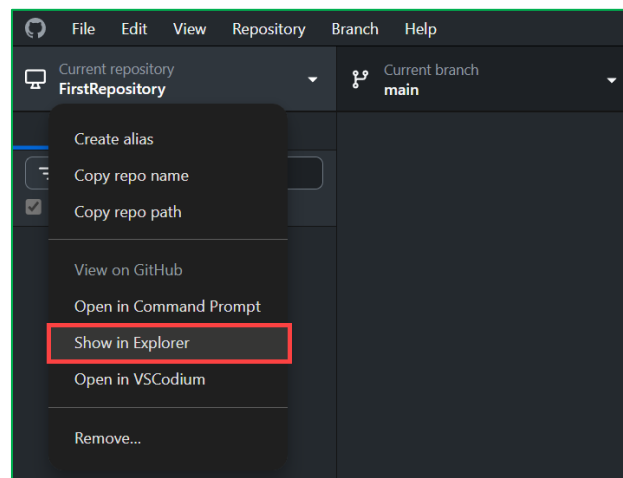 File Edit View Repository Branch Help
Current repository
FirstRepository
Current branch
main
Create alias
Copy repo name
Copy repo path
View on GitHub
Open in Command Prompt
Show in Explorer
Open in VSCodium
Remove...